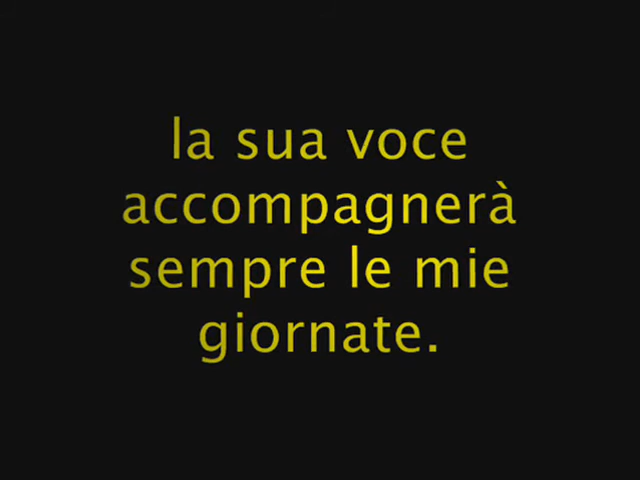 la sua voce
accompagnerà
sempre le mie
giornate.